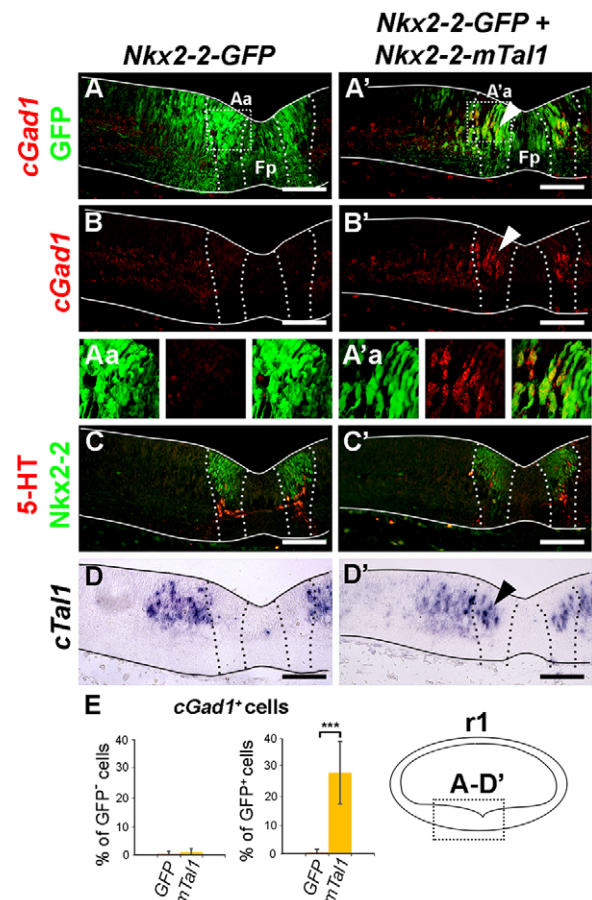 Nkx2-2-GFP
Nkx2-2-GFP +
Nkx2-2-mTal1
cGad1
GFP
A
Aa
Fp
A'
A'a
Fp
cGad1
B
B'
Aa
A'a
5-HT
Nkx2-2
C
C'
cTal1
D
D'
E
cGad1⁺ cells
% of GFP⁻ cells
40
30
20
10
0
GFP
mTal1
% of GFP⁺ cells
40
30
20
10
0
***
GFP
mTal1
r1
A-D'